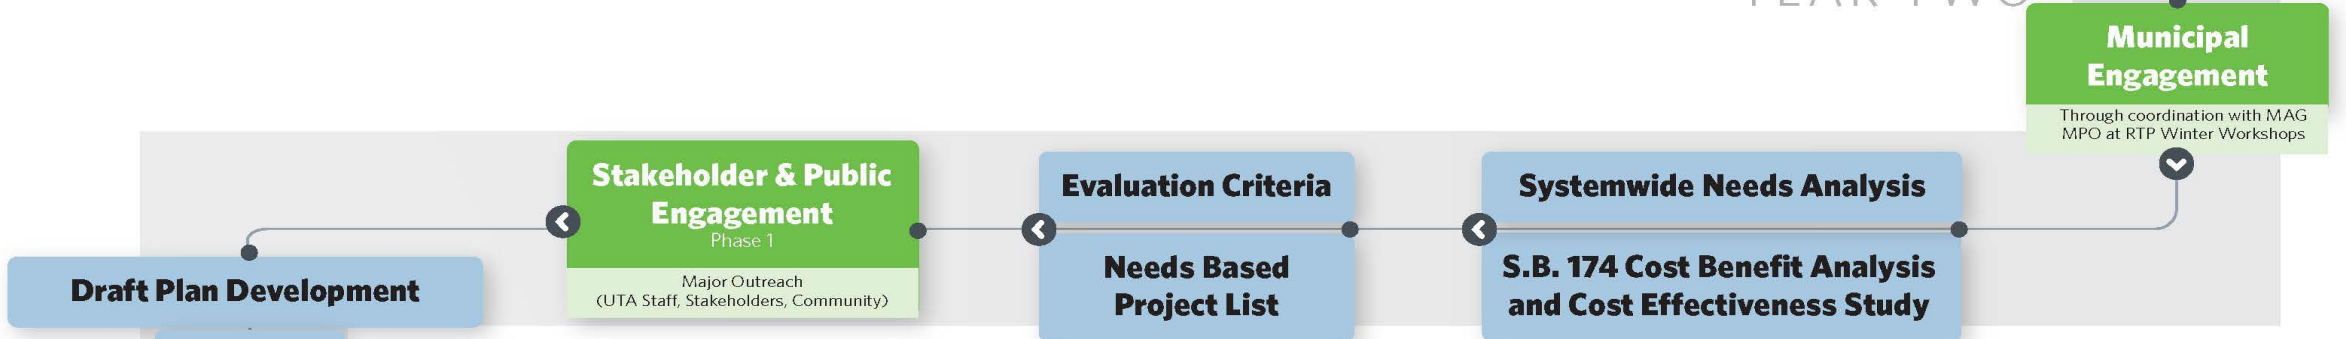 YEAR TWO
Municipal
Engagement
Through coordination with MAG
MPO at RTP Winter Workshops
Stakeholder & Public
Engagement
Phase 1
Major Outreach
(UTA Staff, Stakeholders, Community)
Evaluation Criteria
Needs Based
Project List
Systemwide Needs Analysis
S.B. 174 Cost Benefit Analysis
and Cost Effectiveness Study
Draft Plan Development